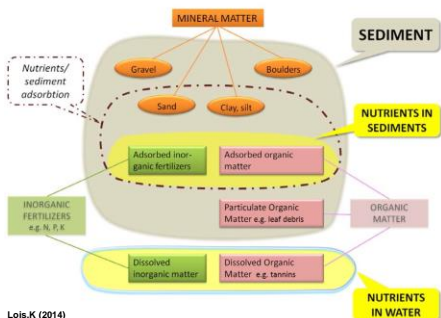 MINERAL MATTER
SEDIMENT
Nutrients/
sediment
adsorbtion
Gravel
Boulders
Sand
Clay, silt
NUTRIENTS IN
SEDIMENTS
Adsorbed inor-
ganic fertilizers
Adsorbed organic
matter
INORGANIC
FERTILIZERS
e.g. N, P, K
Particulate Organic
Matter e.g. leaf debris
ORGANIC
MATTER
Dissolved
inorganic matter
Dissolved Organic
Matter e.g. tannins
NUTRIENTS
IN WATER
Lois.K (2014)